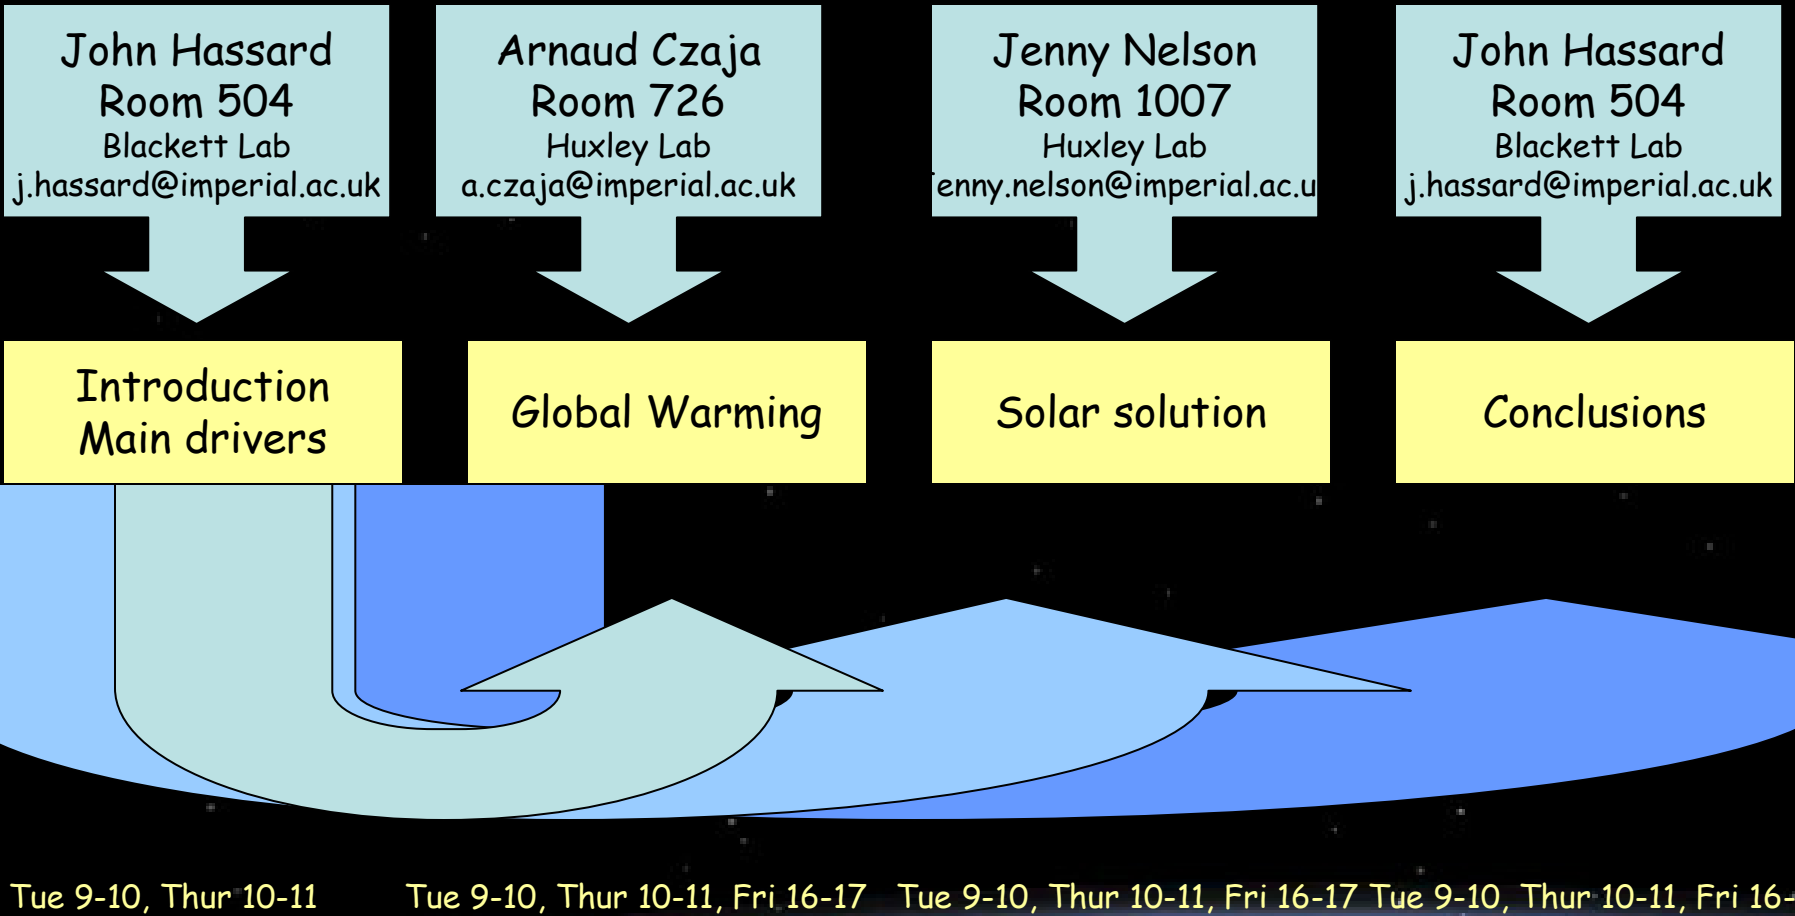 John Hassard
Room 504
Blackett Lab
j.hassard@imperial.ac.uk
Arnaud Czaja
Room 726
Huxley Lab
a.czaja@imperial.ac.uk
Jenny Nelson
Room 1007
Huxley Lab
enny.nelson@imperial.ac.u
John Hassard
Room 504
Blackett Lab
j.hassard@imperial.ac.uk
Introduction
Main drivers
Global Warming
Solar solution
Conclusions
Tue 9-10, Thur 10-11
Tue 9-10, Thur 10-11, Fri 16-17
Tue 9-10, Thur 10-11, Fri 16-17
Tue 9-10, Thur 10-11, Fri 16-